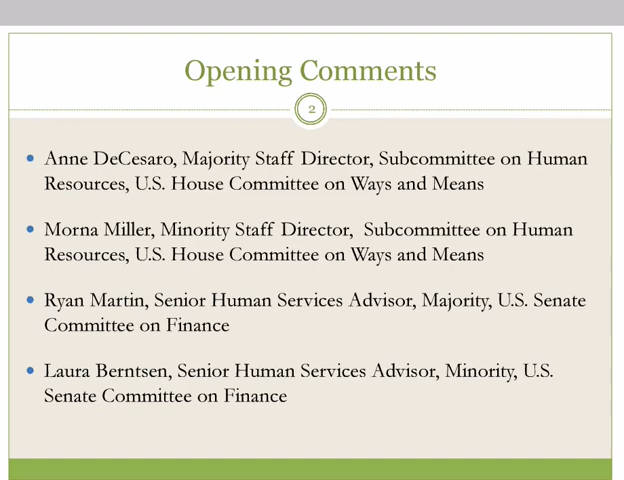 Opening Comments
2
• Anne DeCesaro, Majority Staff Director, Subcommittee on Human
Resources, U.S. House Committee on Ways and Means
• Morna Miller, Minority Staff Director, Subcommittee on Human
Resources, U.S. House Committee on Ways and Means
• Ryan Martin, Senior Human Services Advisor, Majority, U.S. Senate
Committee on Finance
• Laura Berntsen, Senior Human Services Advisor, Minority, U.S.
Senate Committee on Finance